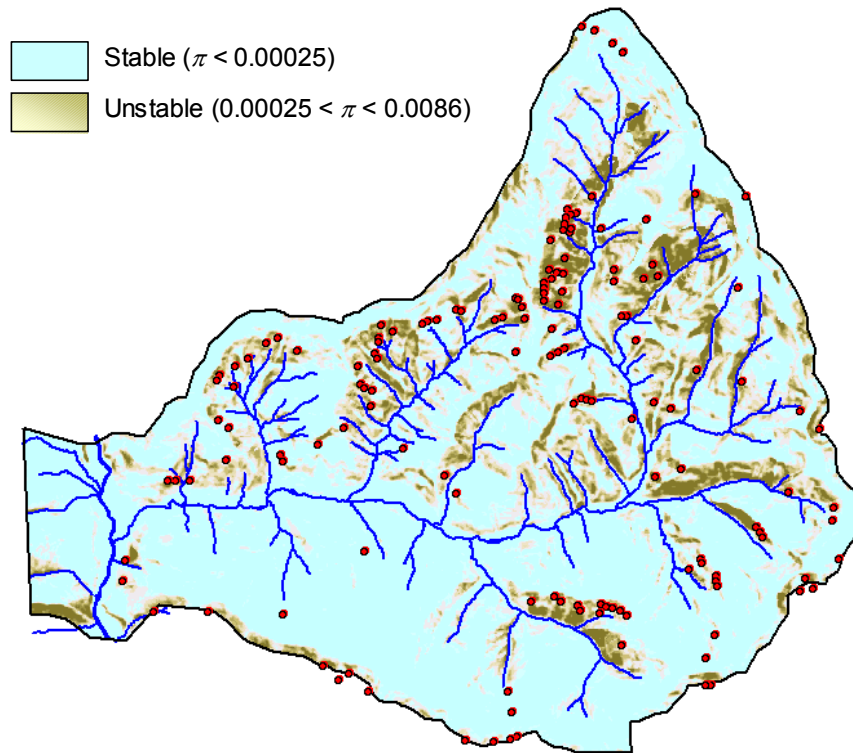 Stable (π < 0.00025)
Unstable (0.00025 < π < 0.0086)